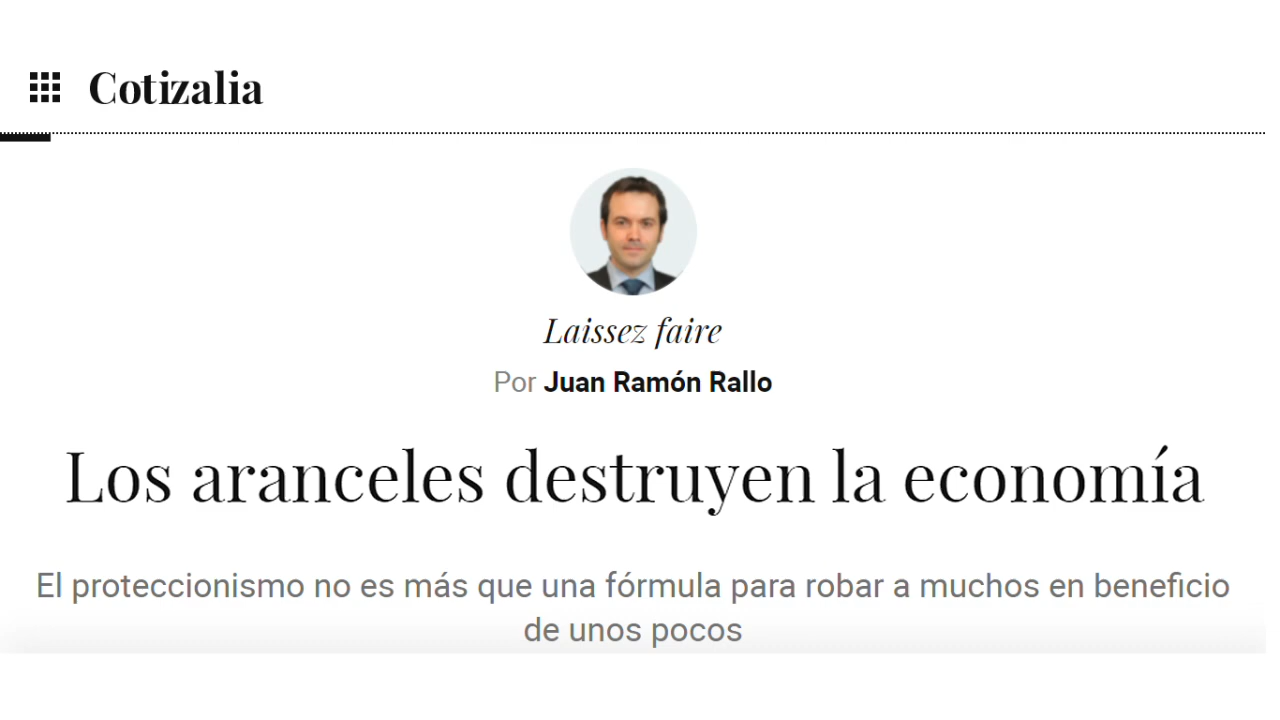 Cotizalia
Laissez faire
Por Juan Ramón Rallo
Los aranceles destruyen la economía
El proteccionismo no es más que una fórmula para robar a muchos en beneficio
de unos pocos